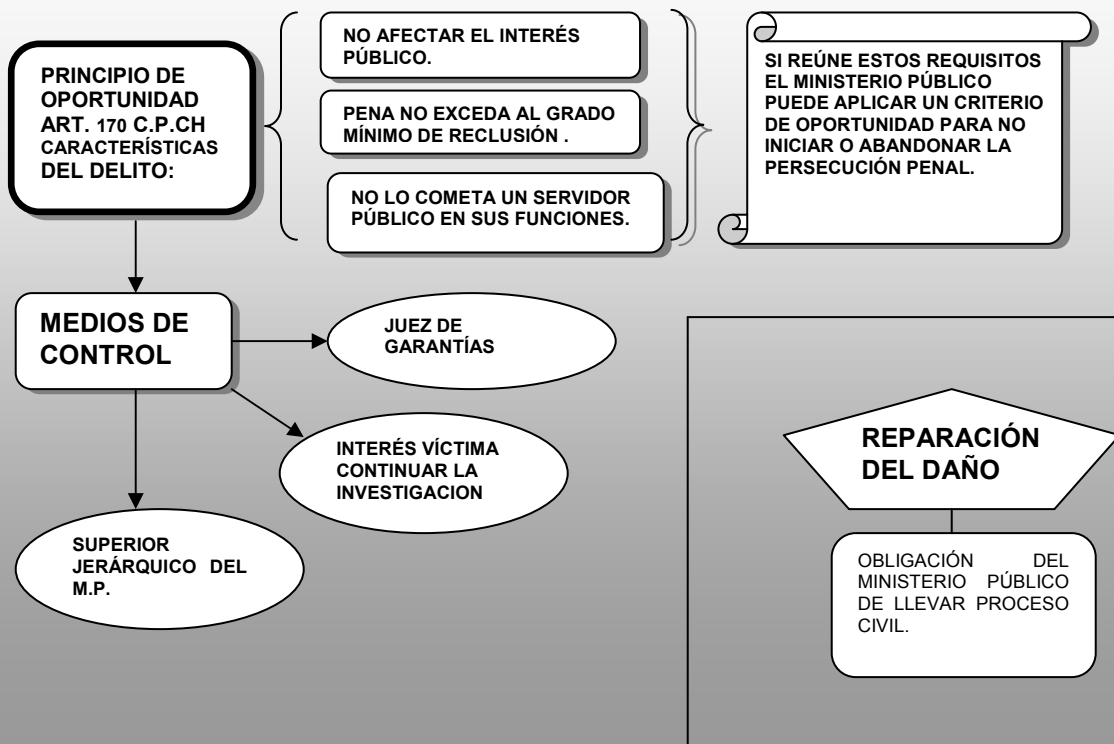 PRINCIPIO DE
OPORTUNIDAD
ART. 170 C.P.CH
CARACTERÍSTICAS
DEL DELITO:
NO AFECTAR EL INTERÉS
PÚBLICO.
PENA NO EXCEDA AL GRADO
MÍNIMO DE RECLUSIÓN .
NO LO COMETA UN SERVIDOR
PÚBLICO EN SUS FUNCIONES.
SI REÚNE ESTOS REQUISITOS
EL MINISTERIO PÚBLICO
PUEDE APLICAR UN CRITERIO
DE OPORTUNIDAD PARA NO
INICIAR O ABANDONAR LA
PERSECUCIÓN PENAL.
MEDIOS DE
CONTROL
JUEZ DE
GARANTÍAS
INTERÉS VÍCTIMA
CONTINUAR LA
INVESTIGACION
SUPERIOR
JERÁRQUICO DEL
M.P.
REPARACIÓN
DEL DAÑO
OBLIGACIÓN DEL
MINISTERIO PÚBLICO
DE LLEVAR PROCESO
CIVIL.